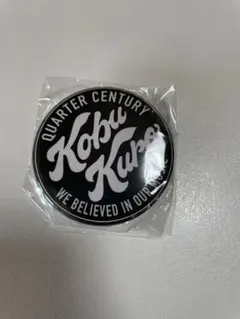 QUARTER CENTURY
Kobu
Kuro
WE BELIEVED IN OUR